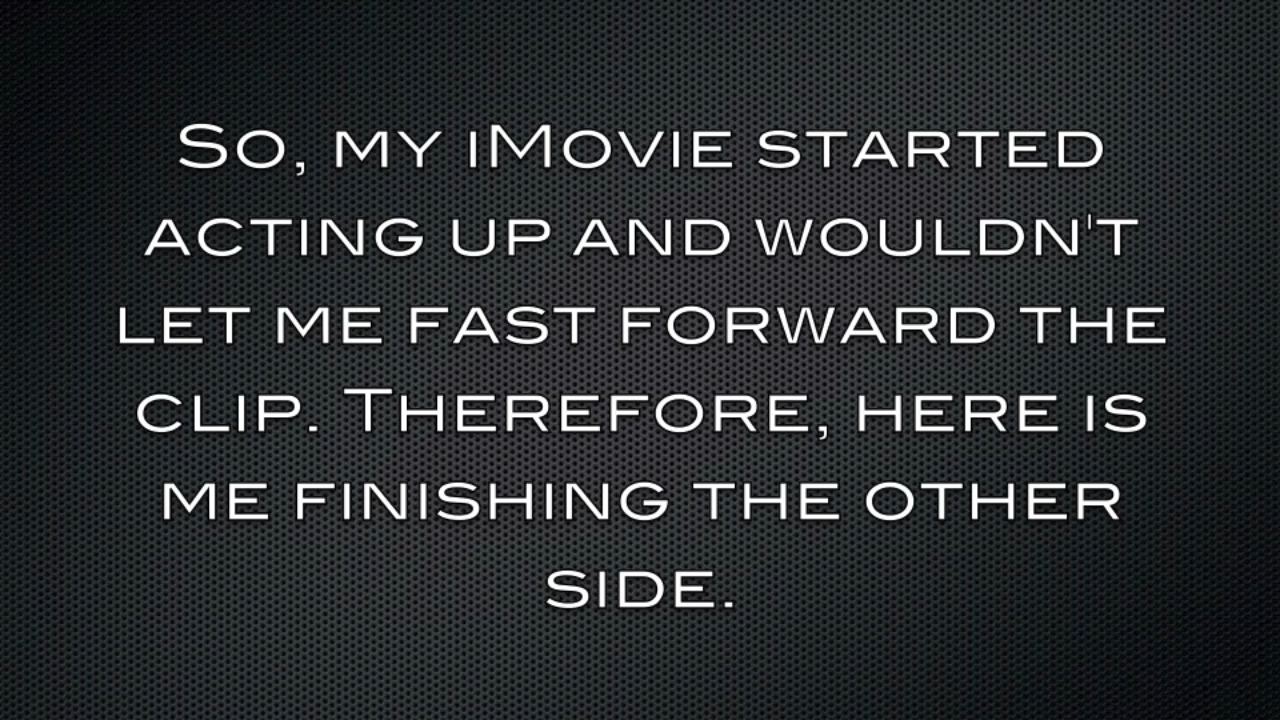 So, my iMovie started
acting up and wouldn't
let me fast forward the
clip. Therefore, here is
me finishing the other
side.